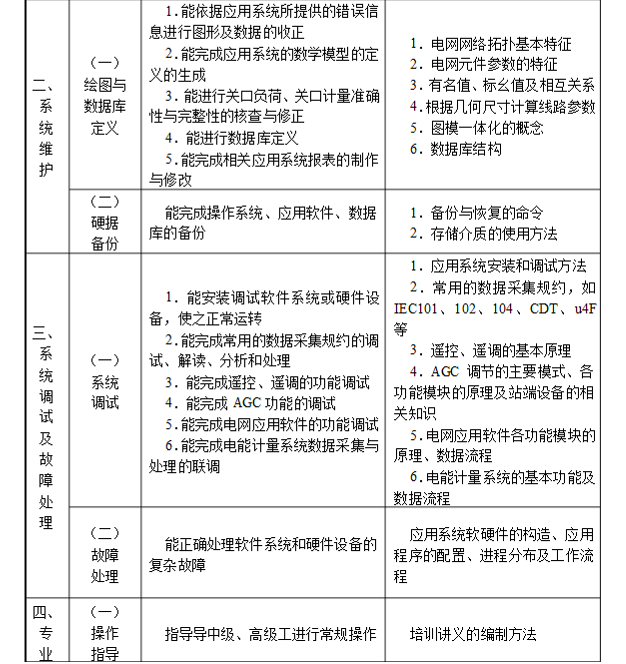 二、
系
统
维
护
（一）
绘图与
数据库
定义
1.能依据应用系统所提供的错误信
息进行图形及数据的收正
2.能完成应用系统的数学模型的定
义的生成
3．能进行关口负荷、关口计量准确
性与完整性的核查与修正
4．能进行数据库定义
5.能完成相关应用系统报表的制作
与修改
1．电网网络拓扑基本特征
2．电网元件参数的特征
3.有名值、标幺值及相互关系
4.根据几何尺寸计算线路参数
5．图模一体化的概念
6．数据库结构
（二）
硬据
备份
能完成操作系统、应用软件、数据
库的备份
1．备份与恢复的命令
2．存储介质的使用方法
三、
系
统
调
试
及
故
障
处
理
（一）
系统
调试
1．能安装调试软件系统或硬件设
备，使之正常运转
2.能完成常用的数据采集规约的调
试、解读、分析和处理
3．能完成遥控、遥调的功能调试
4．能完成 AGC 功能的调试
5.能完成电网应用软件的功能调试
6.能完成电能计量系统数据采集与
处理的联调
1．应用系统安装和调试方法
2．常用的数据采集规约，如
IEC101、102、104、CDT、u4F
等
3．遥控、遥调的基本原理
4．AGC 调节的主要模式、各
功能模块的原理及站端设备的相
关知识
5.电网应用软件各功能模块的
原理、数据流程
6.电能计量系统的基本功能及
数据流程
（二）
故障
处理
能正确处理软件系统和硬件设备的
复杂故障
应用系统软硬件的构造、应用
程序的配置、进程分布及工作流
程
四、
专
业
（一）
操作
指导
指导导中级、高级工进行常规操作
培训讲义的编制方法